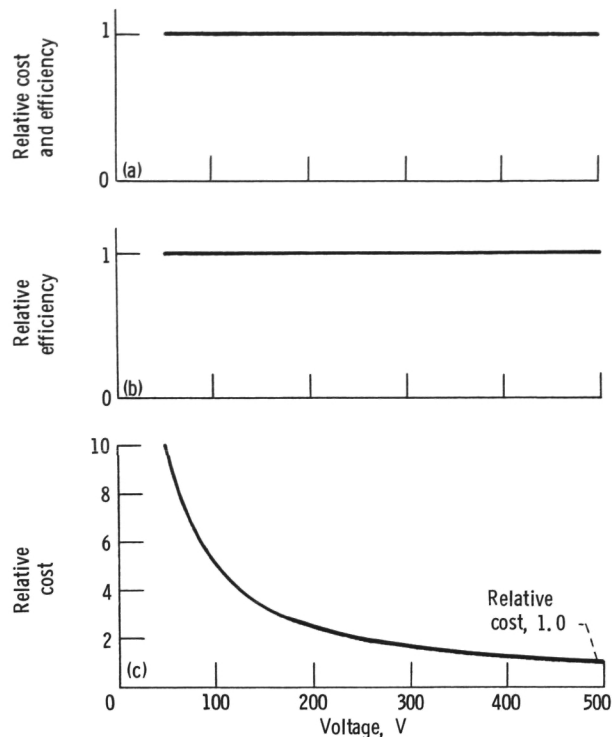 Relative cost
and efficiency
1
0
(a)
Relative
efficiency
1
0
(b)
Relative
cost
10
8
6
4
2
(c)
Relative
cost, 1.0
0 100 200 300 400 500
Voltage, V